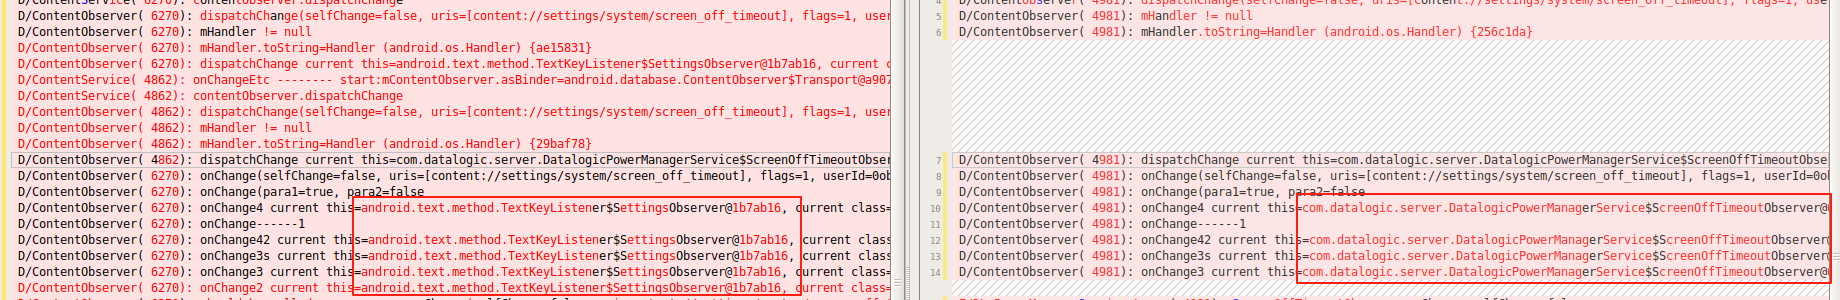 D/ContentService( 6270): contentObserver.dispatchChange
D/ContentObserver( 6270): dispatchChange(selfChange=false, uris=[content://settings/system/screen_off_timeout], flags=1, user
D/ContentObserver( 6270): mHandler != null
D/ContentObserver( 6270): mHandler.toString=Handler (android.os.Handler) {ae15831}
D/ContentObserver( 6270): dispatchChange current this=android.text.method.TextKeyListener$SettingsObserver@1b7ab16, current c
D/ContentService( 4862): onChangeEtc -------- start:mContentObserver.asBinder=android.database.ContentObserver$Transport@a907
D/ContentService( 4862): contentObserver.dispatchChange
D/ContentObserver( 4862): dispatchChange(selfChange=false, uris=[content://settings/system/screen_off_timeout], flags=1, user
D/ContentObserver( 4862): mHandler != null
D/ContentObserver( 4862): mHandler.toString=Handler (android.os.Handler) {29baf78}
D/ContentObserver( 4862): dispatchChange current this=com.datalogic.server.DatalogicPowerManagerService$ScreenOffTimeoutObser
D/ContentObserver( 6270): onChange(selfChange=false, uris=[content://settings/system/screen_off_timeout], flags=1, userId=0ob
D/ContentObserver( 6270): onChange(para1=true, para2=false
D/ContentObserver( 6270): onChange4 current this=android.text.method.TextKeyListener$SettingsObserver@1b7ab16, current class=
D/ContentObserver( 6270): onChange------1
D/ContentObserver( 6270): onChange42 current this=android.text.method.TextKeyListener$SettingsObserver@1b7ab16, current class
D/ContentObserver( 6270): onChange3s current this=android.text.method.TextKeyListener$SettingsObserver@1b7ab16, current class
D/ContentObserver( 6270): onChange3 current this=android.text.method.TextKeyListener$SettingsObserver@1b7ab16, current class=
D/ContentObserver( 6270): onChange2 current this=android.text.method.TextKeyListener$SettingsObserver@1b7ab16, current class=
4 D/ContentObserver( 4981): dispatchChange(selfChange=false, uris=[content://settings/system/screen_off_timeout], flags=1, use
5 D/ContentObserver( 4981): mHandler != null
6 D/ContentObserver( 4981): mHandler.toString=Handler (android.os.Handler) {256c1da}
7 D/ContentObserver( 4981): dispatchChange current this=com.datalogic.server.DatalogicPowerManagerService$ScreenOffTimeoutObse
8 D/ContentObserver( 4981): onChange(selfChange=false, uris=[content://settings/system/screen_off_timeout], flags=1, userId=0ol
9 D/ContentObserver( 4981): onChange(para1=true, para2=false
10 D/ContentObserver( 4981): onChange4 current this=com.datalogic.server.DatalogicPowerManagerService$ScreenOffTimeoutObserver@
11 D/ContentObserver( 4981): onChange------1
12 D/ContentObserver( 4981): onChange42 current this=com.datalogic.server.DatalogicPowerManagerService$ScreenOffTimeoutObserver
13 D/ContentObserver( 4981): onChange3s current this=com.datalogic.server.DatalogicPowerManagerService$ScreenOffTimeoutObserver
14 D/ContentObserver( 4981): onChange3 current this=com.datalogic.server.DatalogicPowerManagerService$ScreenOffTimeoutObserver@